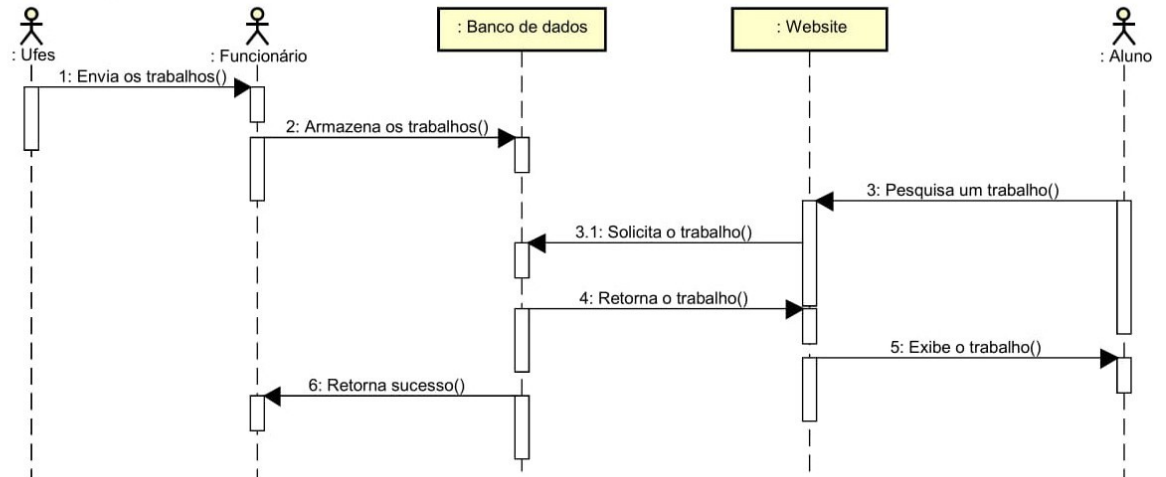 : Ufes
: Funcionário
: Banco de dados
: Website
: Aluno
1: Envia os trabalhos()
2: Armazena os trabalhos()
3: Pesquisa um trabalho()
3.1: Solicita o trabalho()
4: Retorna o trabalho()
5: Exibe o trabalho()
6: Retorna sucesso()